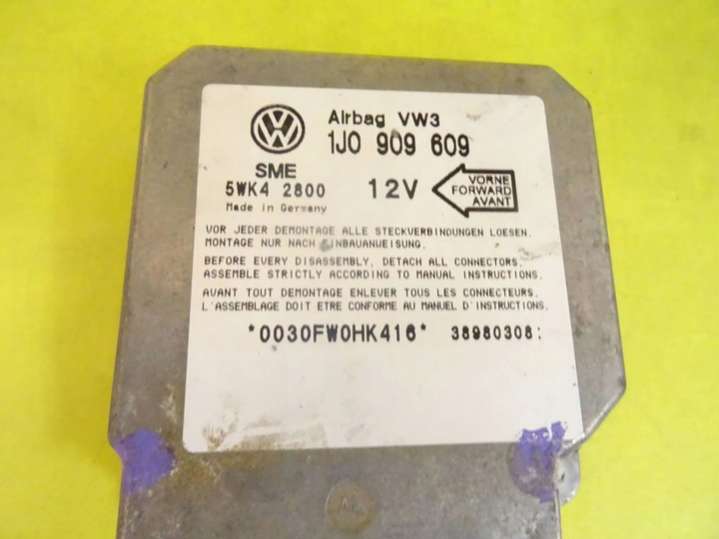 Airbag VW3
1J0 909 609
SME
5WK4 2800
12V
VORNE
FORWARD
AVANT
Made in Germany
VOR JEDER DEMONTAGE ALLE STECKVERBINDUNGEN LOESEN.
MONTAGE NUR NACH EINBAUANWEISUNG.
BEFORE EVERY DISASSEMBLY, DETACH ALL CONNECTORS.
ASSEMBLE STRICTLY ACCORDING TO MANUAL INSTRUCTIONS.
AVANT TOUT DEMONTAGE ENLEVER TOUS LES CONNECTEURS.
L'ASSEMBLAGE DOIT ETRE CONFORME AU MANUEL D'INSTRUCTIONS.
*0030FW0HK416* 38980308: